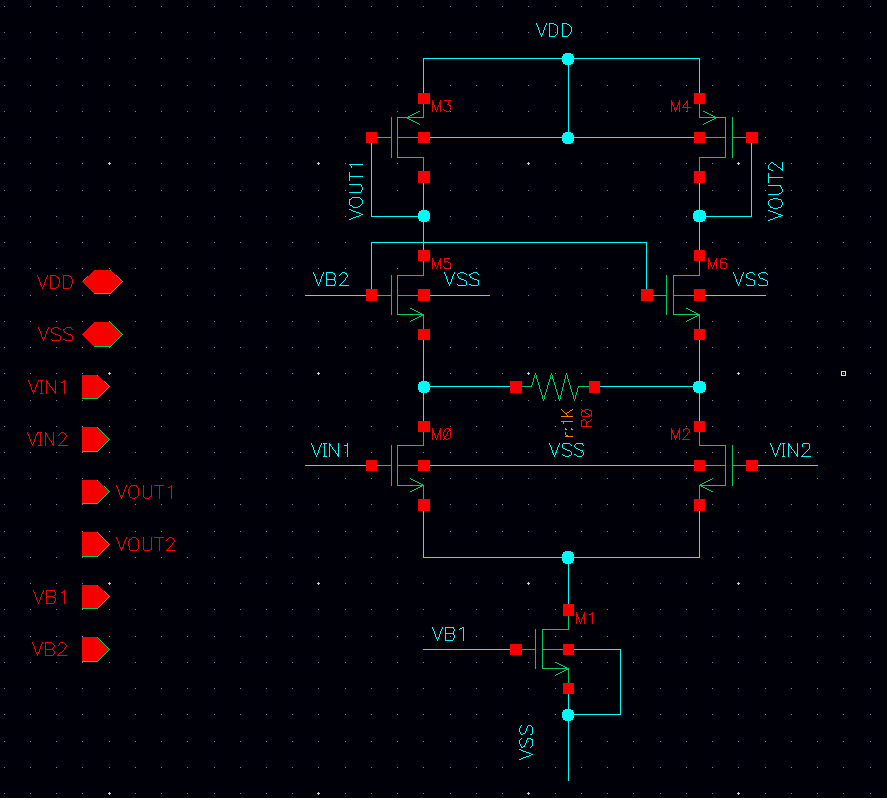 VDD
M3
M4
VOUT1
VOUT2
M5
M6
VB2
VSS
VSS
VDD
VSS
VIN1
VIN2
VOUT1
VOUT2
VB1
VB2
r:1K
R0
M0
M2
VIN1
VSS
VIN2
M1
VB1
VSS